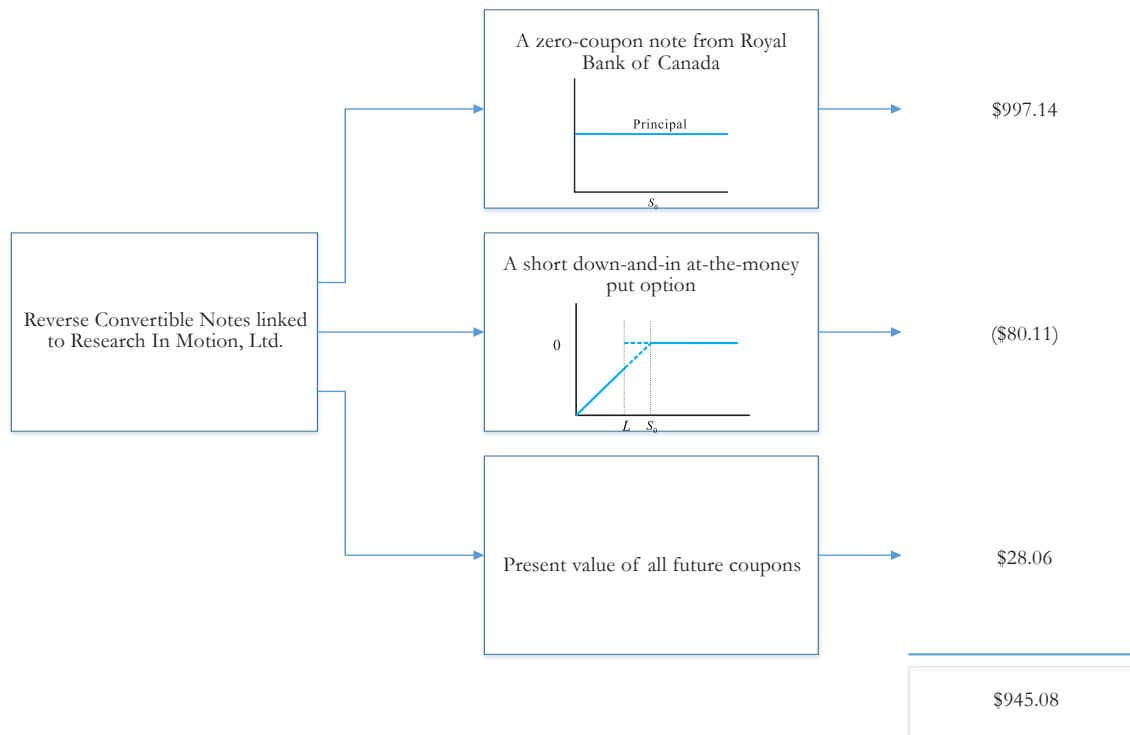 A zero-coupon note from Royal
Bank of Canada
Principal
S₀
$997.14
Reverse Convertible Notes linked
to Research In Motion, Ltd.
A short down-and-in at-the-money
put option
0
L S₀
($80.11)
Present value of all future coupons
$28.06
$945.08